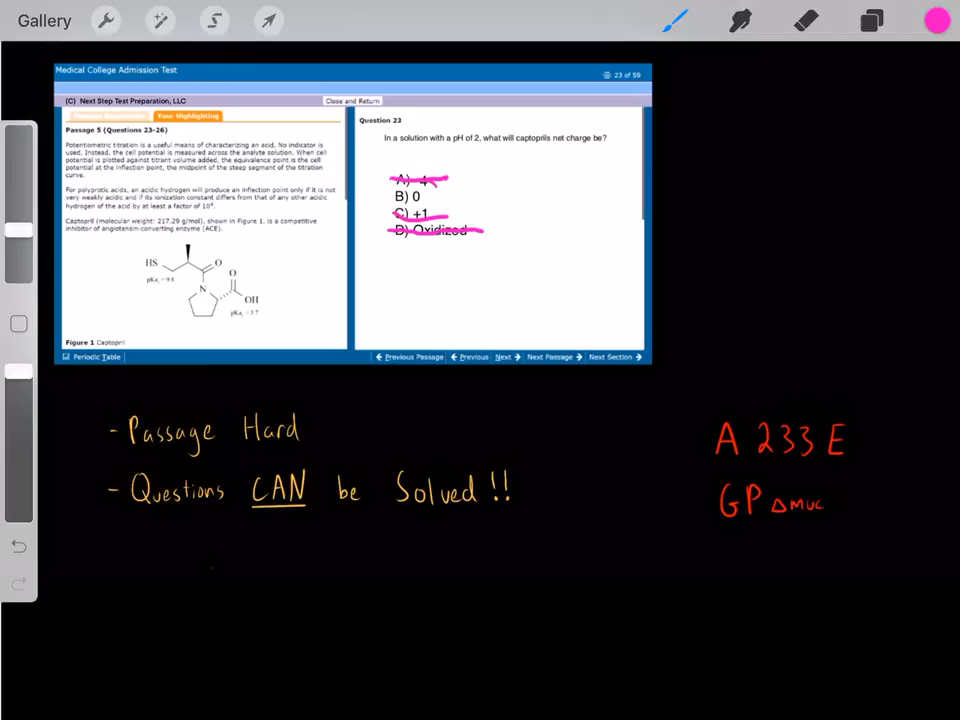 Gallery
Medical College Admission Test
23 of 59
(C) Next Step Test Preparation, LLC
Close and Return
Your Highlighting
Passage 5 (Questions 23-26)
Potentiometric titration is a useful means of characterizing an acid. No indicator is
used. Instead, the cell potential is measured across the analyte solution. When cell
potential is plotted against titrant volume added, the equivalence point is the cell
potential at the inflection point, the midpoint of the steep segment of the titration
curve.
For polyprotic acids, an acidic hydrogen will produce an inflection point only if it is not
very weakly acidic and if its ionization constant differs from that of any other acidic
hydrogen of the acid by at least a factor of 10⁴.
Captopril (molecular weight: 217.29 g/mol), shown in Figure 1, is a competitive
inhibitor of angiotensin-converting enzyme (ACE).
HS
O
O
N
OH
pKa = 9.8
pKa = 3.7
Figure 1 Captopril
Question 23
In a solution with a pH of 2, what will captoprils net charge be?
A) -1
B) 0
C) +1
D) Oxidized
Periodic Table
Previous Passage
Previous
Next
Next Passage
Next Section
- Passage Hard
- Questions CAN be Solved!!
A 233 E
GP Δmuc